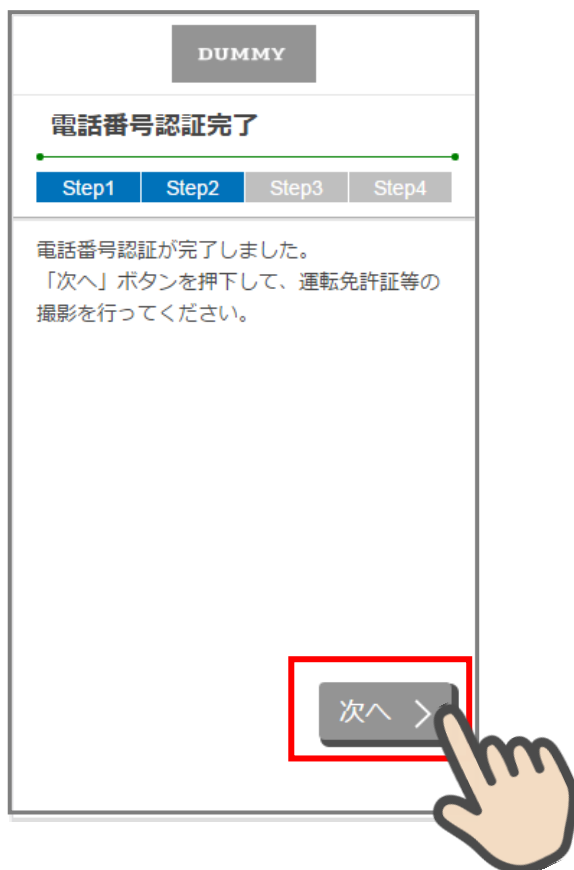 DUMMY
電話番号認証完了
Step1 Step2 Step3 Step4
電話番号認証が完了しました。
「次へ」ボタンを押下して、運転免許証等の
撮影を行ってください。
次へ